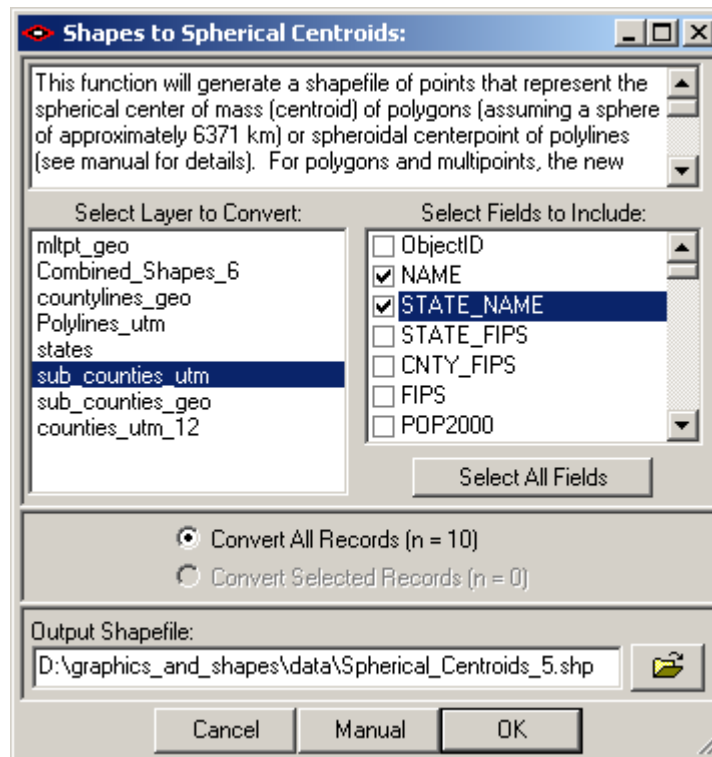 Shapes to Spherical Centroids:
This function will generate a shapefile of points that represent the
spherical center of mass (centroid) of polygons (assuming a sphere
of approximately 6371 km) or spheroidal centerpoint of polylines
(see manual for details).  For polygons and multipoints, the new
Select Layer to Convert:
mltpt_geo
Combined_Shapes_6
countylines_geo
Polylines_utm
states
sub_counties_utm
sub_counties_geo
counties_utm_12
Select Fields to Include:
ObjectID
NAME
STATE_NAME
STATE_FIPS
CNTY_FIPS
FIPS
POP2000
Select All Fields
Convert All Records (n = 10)
Convert Selected Records (n = 0)
Output Shapefile:
D:\graphics_and_shapes\data\Spherical_Centroids_5.shp
Cancel
Manual
OK